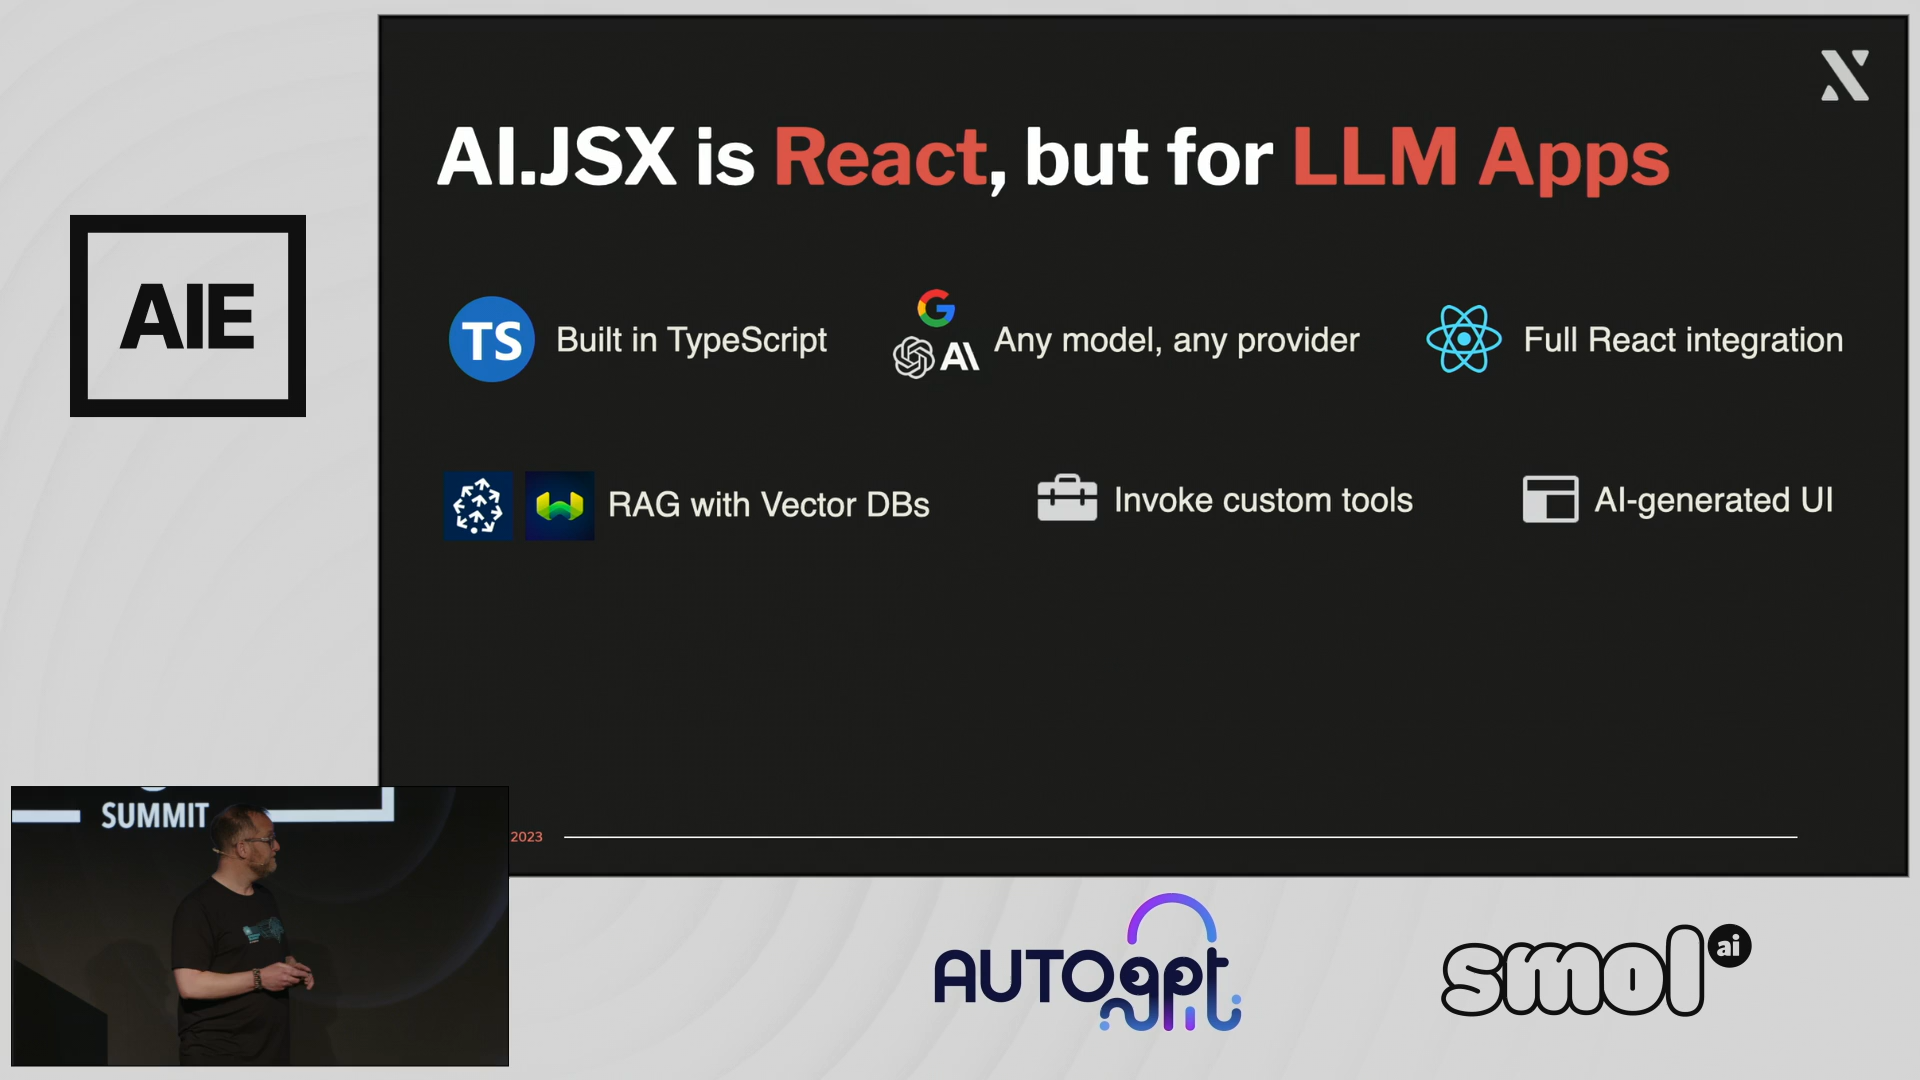 AI.JSX is React, but for LLM Apps
TS Built in TypeScript
Any model, any provider
Full React integration
RAG with Vector DBs
Invoke custom tools
AI-generated UI
2023
AIE
SUMMIT
AUTOgpt
smol ai